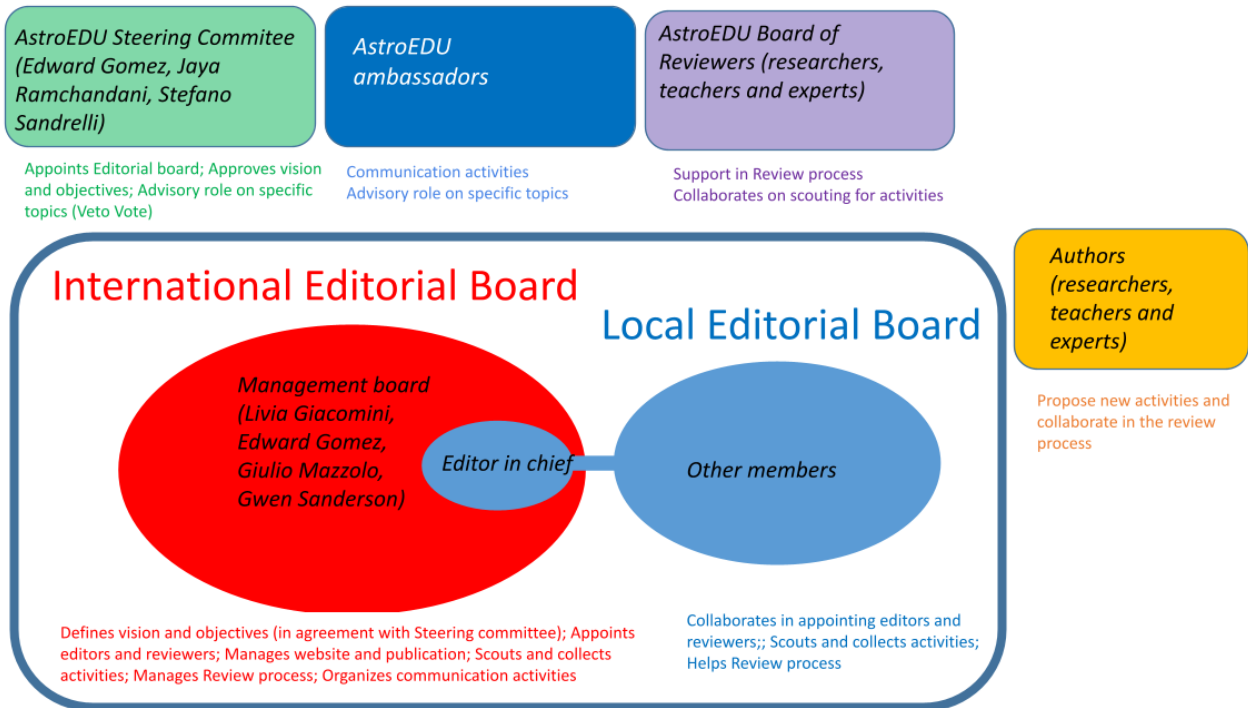 AstroEDU Steering Commitee
(Edward Gomez, Jaya
Ramchandani, Stefano
Sandrelli)
Appoints Editorial board; Approves vision
and objectives; Advisory role on specific
topics (Veto Vote)
AstroEDU
ambassadors
Communication activities
Advisory role on specific topics
AstroEDU Board of
Reviewers (researchers,
teachers and experts)
Support in Review process
Collaborates on scouting for activities
Authors
(researchers,
teachers and
experts)
Propose new activities and
collaborate in the review
process
International Editorial Board
Management board
(Livia Giacomini,
Edward Gomez,
Giulio Mazzolo,
Gwen Sanderson)
Editor in chief
Defines vision and objectives (in agreement with Steering committee); Appoints
editors and reviewers; Manages website and publication; Scouts and collects
activities; Manages Review process; Organizes communication activities
Local Editorial Board
Other members
Collaborates in appointing editors and
reviewers;; Scouts and collects activities;
Helps Review process